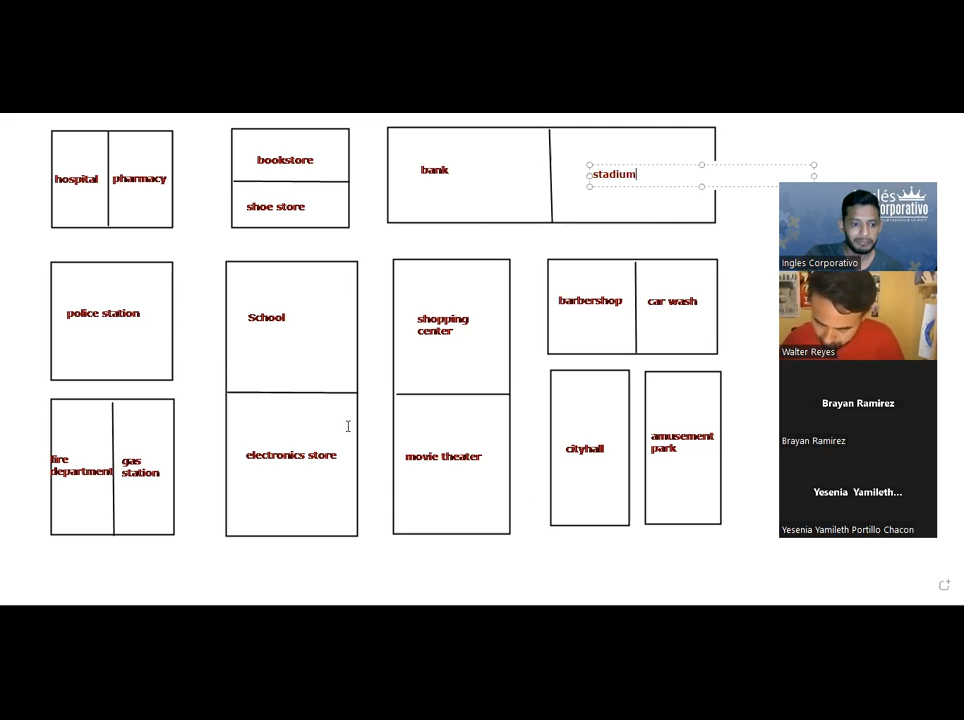 hospital
pharmacy
bookstore
shoe store
bank
stadium
police station
School
shopping
center
barbershop
car wash
fire
department
gas
station
electronics store
movie theater
cityhall
amusement
park
Inglés
Corporativo
Ingles Corporativo
Walter Reyes
Brayan Ramirez
Brayan Ramirez
Yesenia Yamileth...
Yesenia Yamileth Portillo Chacon